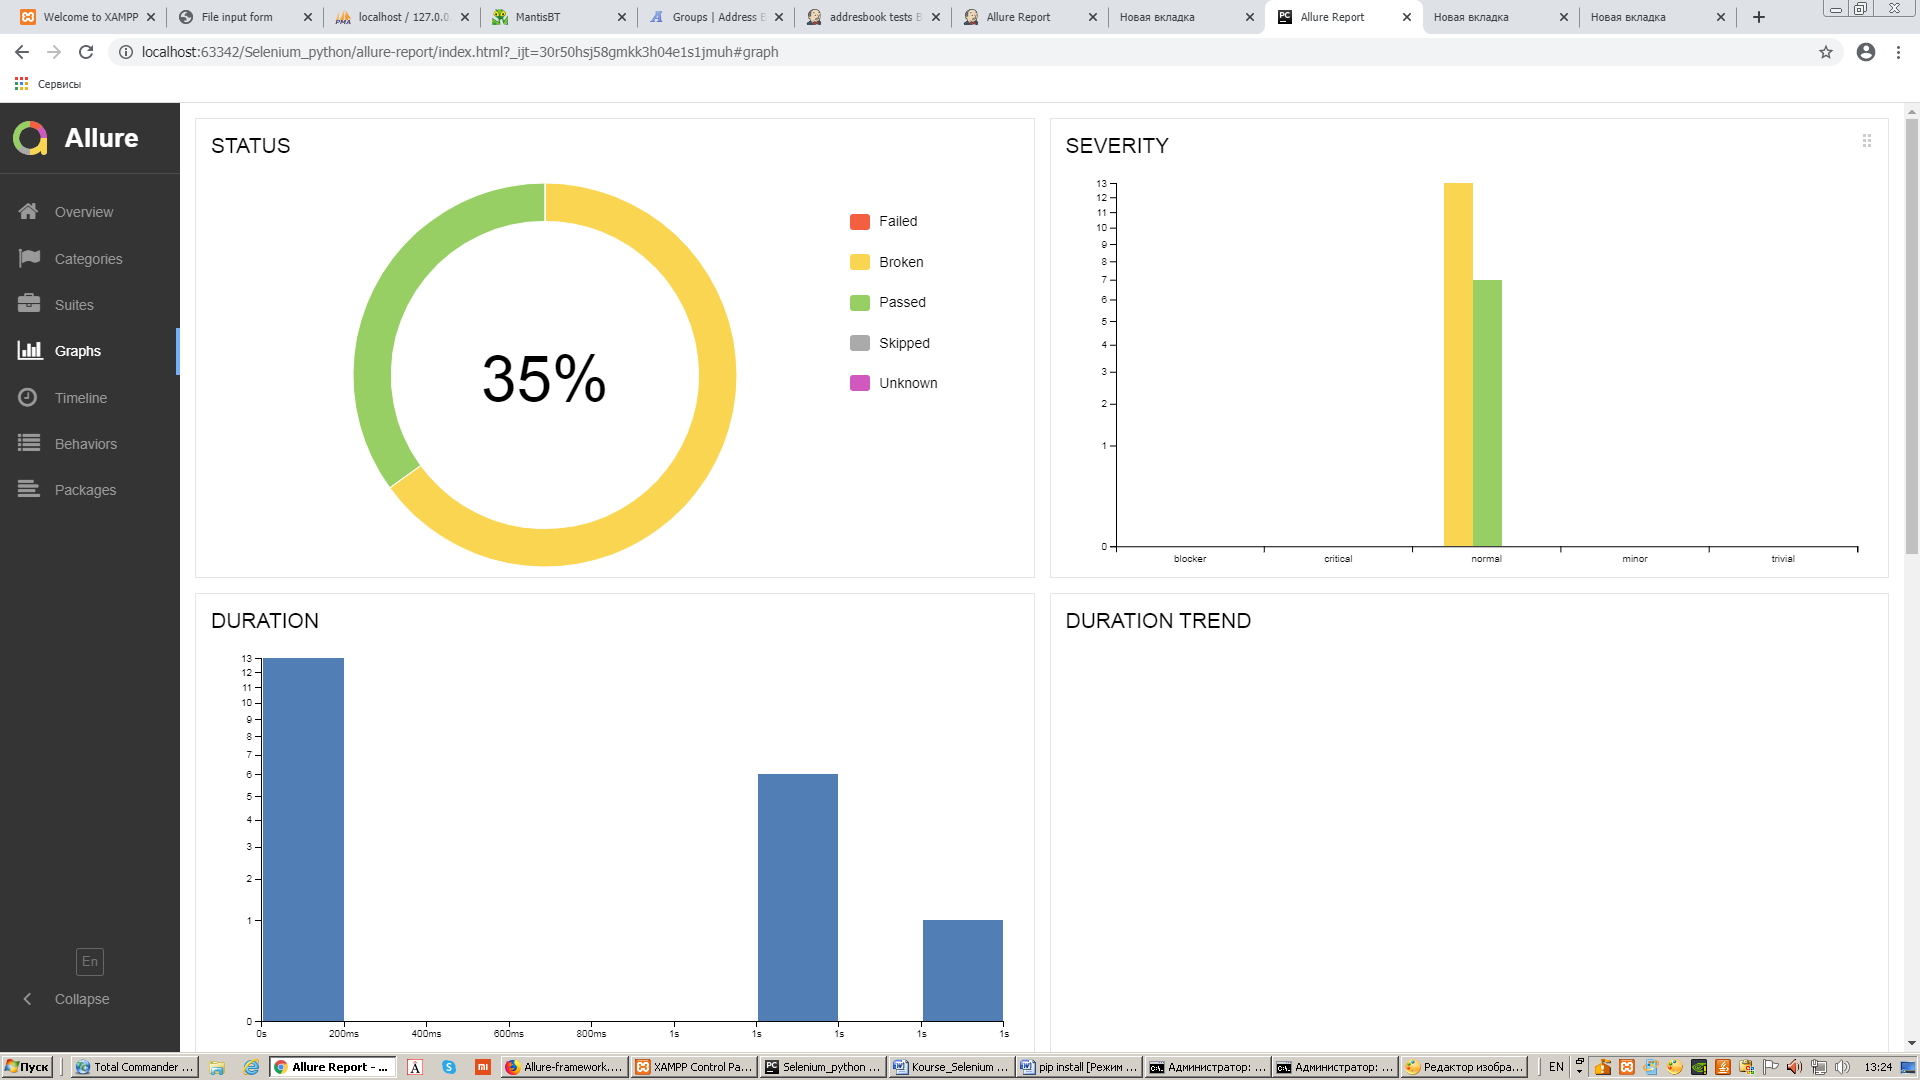 Welcome to XAMPP
File input form
localhost / 127.0.0.
MantisBT
Groups | Address B
addresbook tests B
Allure Report
Новая вкладка
Allure Report
Новая вкладка
Новая вкладка
localhost:63342/Selenium_python/allure-report/index.html?_ijt=30r50hsj58gmkk3h04e1s1jmuh#graph
Сервисы
Allure
Overview
Categories
Suites
Graphs
Timeline
Behaviors
Packages
En
Collapse
STATUS
35%
Failed
Broken
Passed
Skipped
Unknown
SEVERITY
13
12
11
10
9
8
7
6
5
4
3
2
1
0
blocker critical normal minor trivial
DURATION
13
12
11
10
9
8
7
6
5
4
3
2
1
0
0s 200ms 400ms 600ms 800ms 1s 1s 1s 1s 1s
DURATION TREND
Пуск
Total Commander ...
Allure Report - ...
Allure-framework....
XAMPP Control Pa...
Selenium_python ...
Kourse_Selenium ...
pip install [Режим ...
Администратор: ...
Администратор: ...
Редактор изобра...
EN
13:24